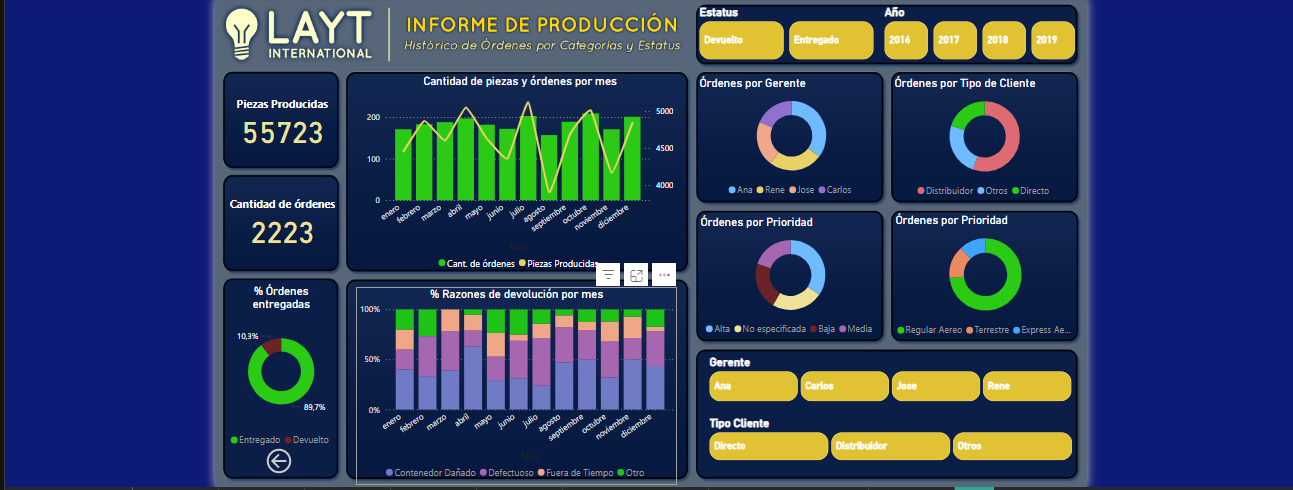 LAYT
INTERNATIONAL
INFORME DE PRODUCCIÓN
Histórico de Órdenes por Categorías y Estatus
Estatus
Devuelto
Entregado
Año
2016
2017
2018
2019
Piezas Producidas
55723
Cantidad de órdenes
2223
% Órdenes
entregadas
10,3%
89,7%
Entregado
Devuelto
Cantidad de piezas y órdenes por mes
200
100
0
5000
4500
4000
enero
febrero
marzo
abril
mayo
junio
julio
agosto
septiembre
octubre
noviembre
diciembre
Mes
Cant. de órdenes
Piezas Producidas
% Razones de devolución por mes
100%
50%
0%
enero
febrero
marzo
abril
mayo
junio
julio
agosto
septiembre
octubre
noviembre
diciembre
Mes
Contenedor Dañado
Defectuoso
Fuera de Tiempo
Otro
Órdenes por Gerente
Ana
Rene
Jose
Carlos
Órdenes por Tipo de Cliente
Distribuidor
Otros
Directo
Órdenes por Prioridad
Alta
No especificada
Baja
Media
Órdenes por Prioridad
Regular Aereo
Terrestre
Express Ae...
Gerente
Ana
Carlos
Jose
Rene
Tipo Cliente
Directo
Distribuidor
Otros